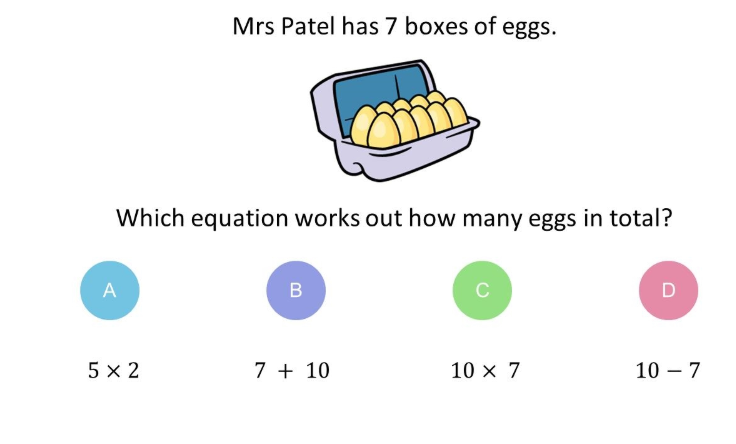 Mrs Patel has 7 boxes of eggs.
Which equation works out how many eggs in total?
A B C D
5 × 2 7 + 10 10 × 7 10 − 7